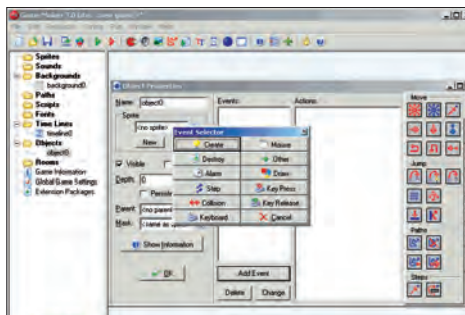 Sprites
Sounds
Backgrounds
background0
Paths
Scripts
Fonts
Time Lines
timeline0
Objects
object0
Rooms
Game Information
Global Game Settings
Extension Packages
Object Properties
Name: object0
Sprite
<no sprite>
New
Visible
Depth: 0
Parent: <no parent
Mask:
Show Information
OK
Events:
Actions:
Add Event
Delete Change
Event Selector
Create Mouse
Destroy Other
Alarm Draw
Step Key Press
Collision Key Release
Keyboard Cancel
Move
Jump
Paths
Steps